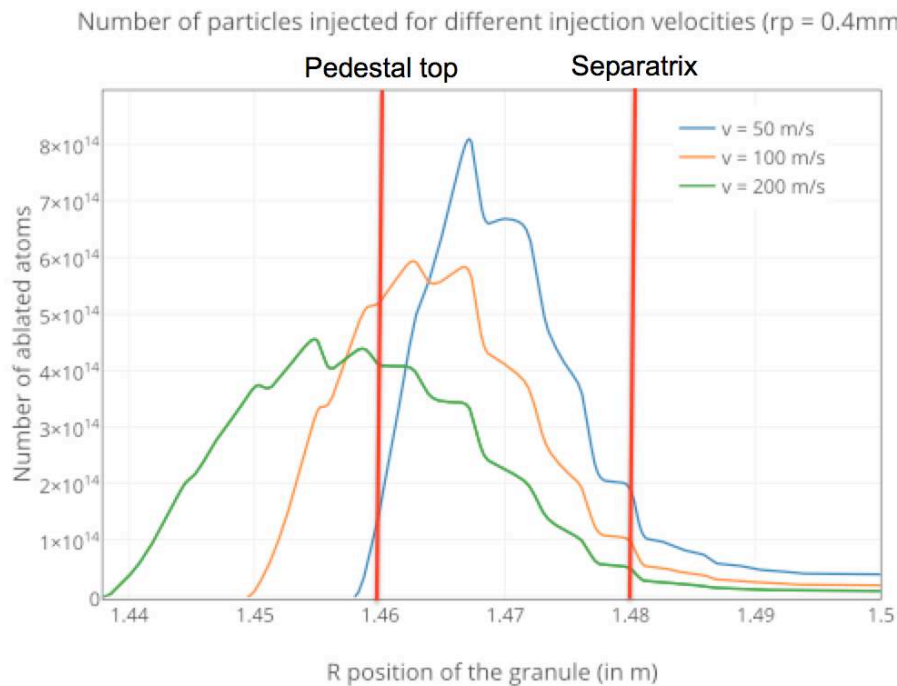 Number of particles injected for different injection velocities (rp = 0.4mm
Pedestal top
Separatrix
v = 50 m/s
v = 100 m/s
v = 200 m/s
8×10¹⁴
7×10¹⁴
6×10¹⁴
5×10¹⁴
4×10¹⁴
3×10¹⁴
2×10¹⁴
1×10¹⁴
0
Number of ablated atoms
1.44 1.45 1.46 1.47 1.48 1.49 1.5
R position of the granule (in m)